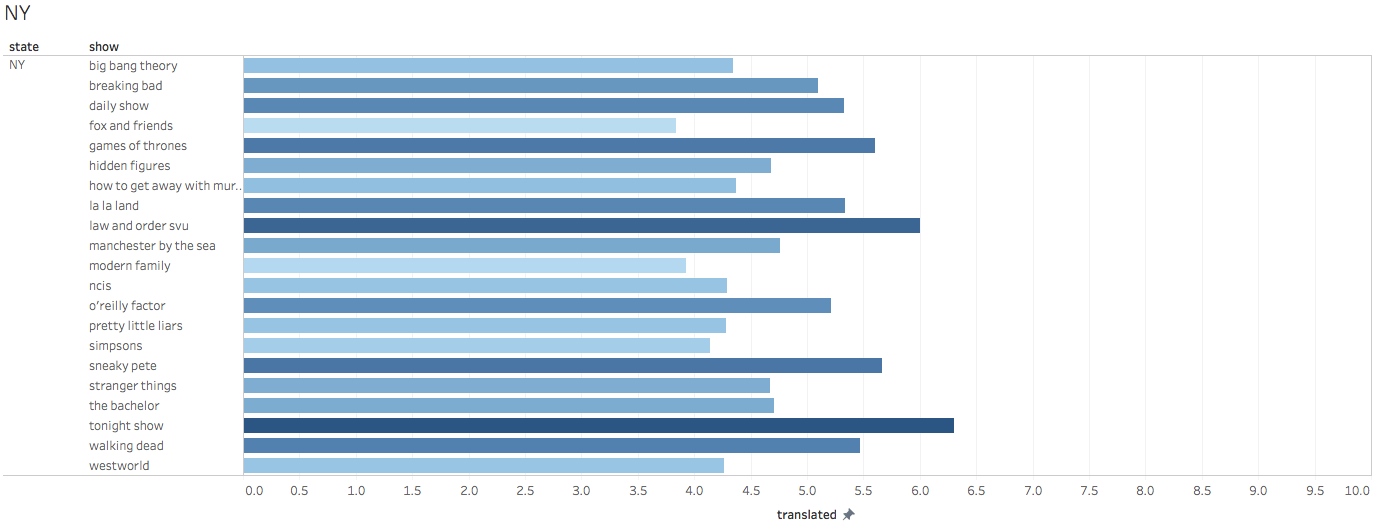 NY
state show
NY big bang theory
breaking bad
daily show
fox and friends
games of thrones
hidden figures
how to get away with mur..
la la land
law and order svu
manchester by the sea
modern family
ncis
o'reilly factor
pretty little liars
simpsons
sneaky pete
stranger things
the bachelor
tonight show
walking dead
westworld
0.0 0.5 1.0 1.5 2.0 2.5 3.0 3.5 4.0 4.5 5.0 5.5 6.0 6.5 7.0 7.5 8.0 8.5 9.0 9.5 10.0
translated